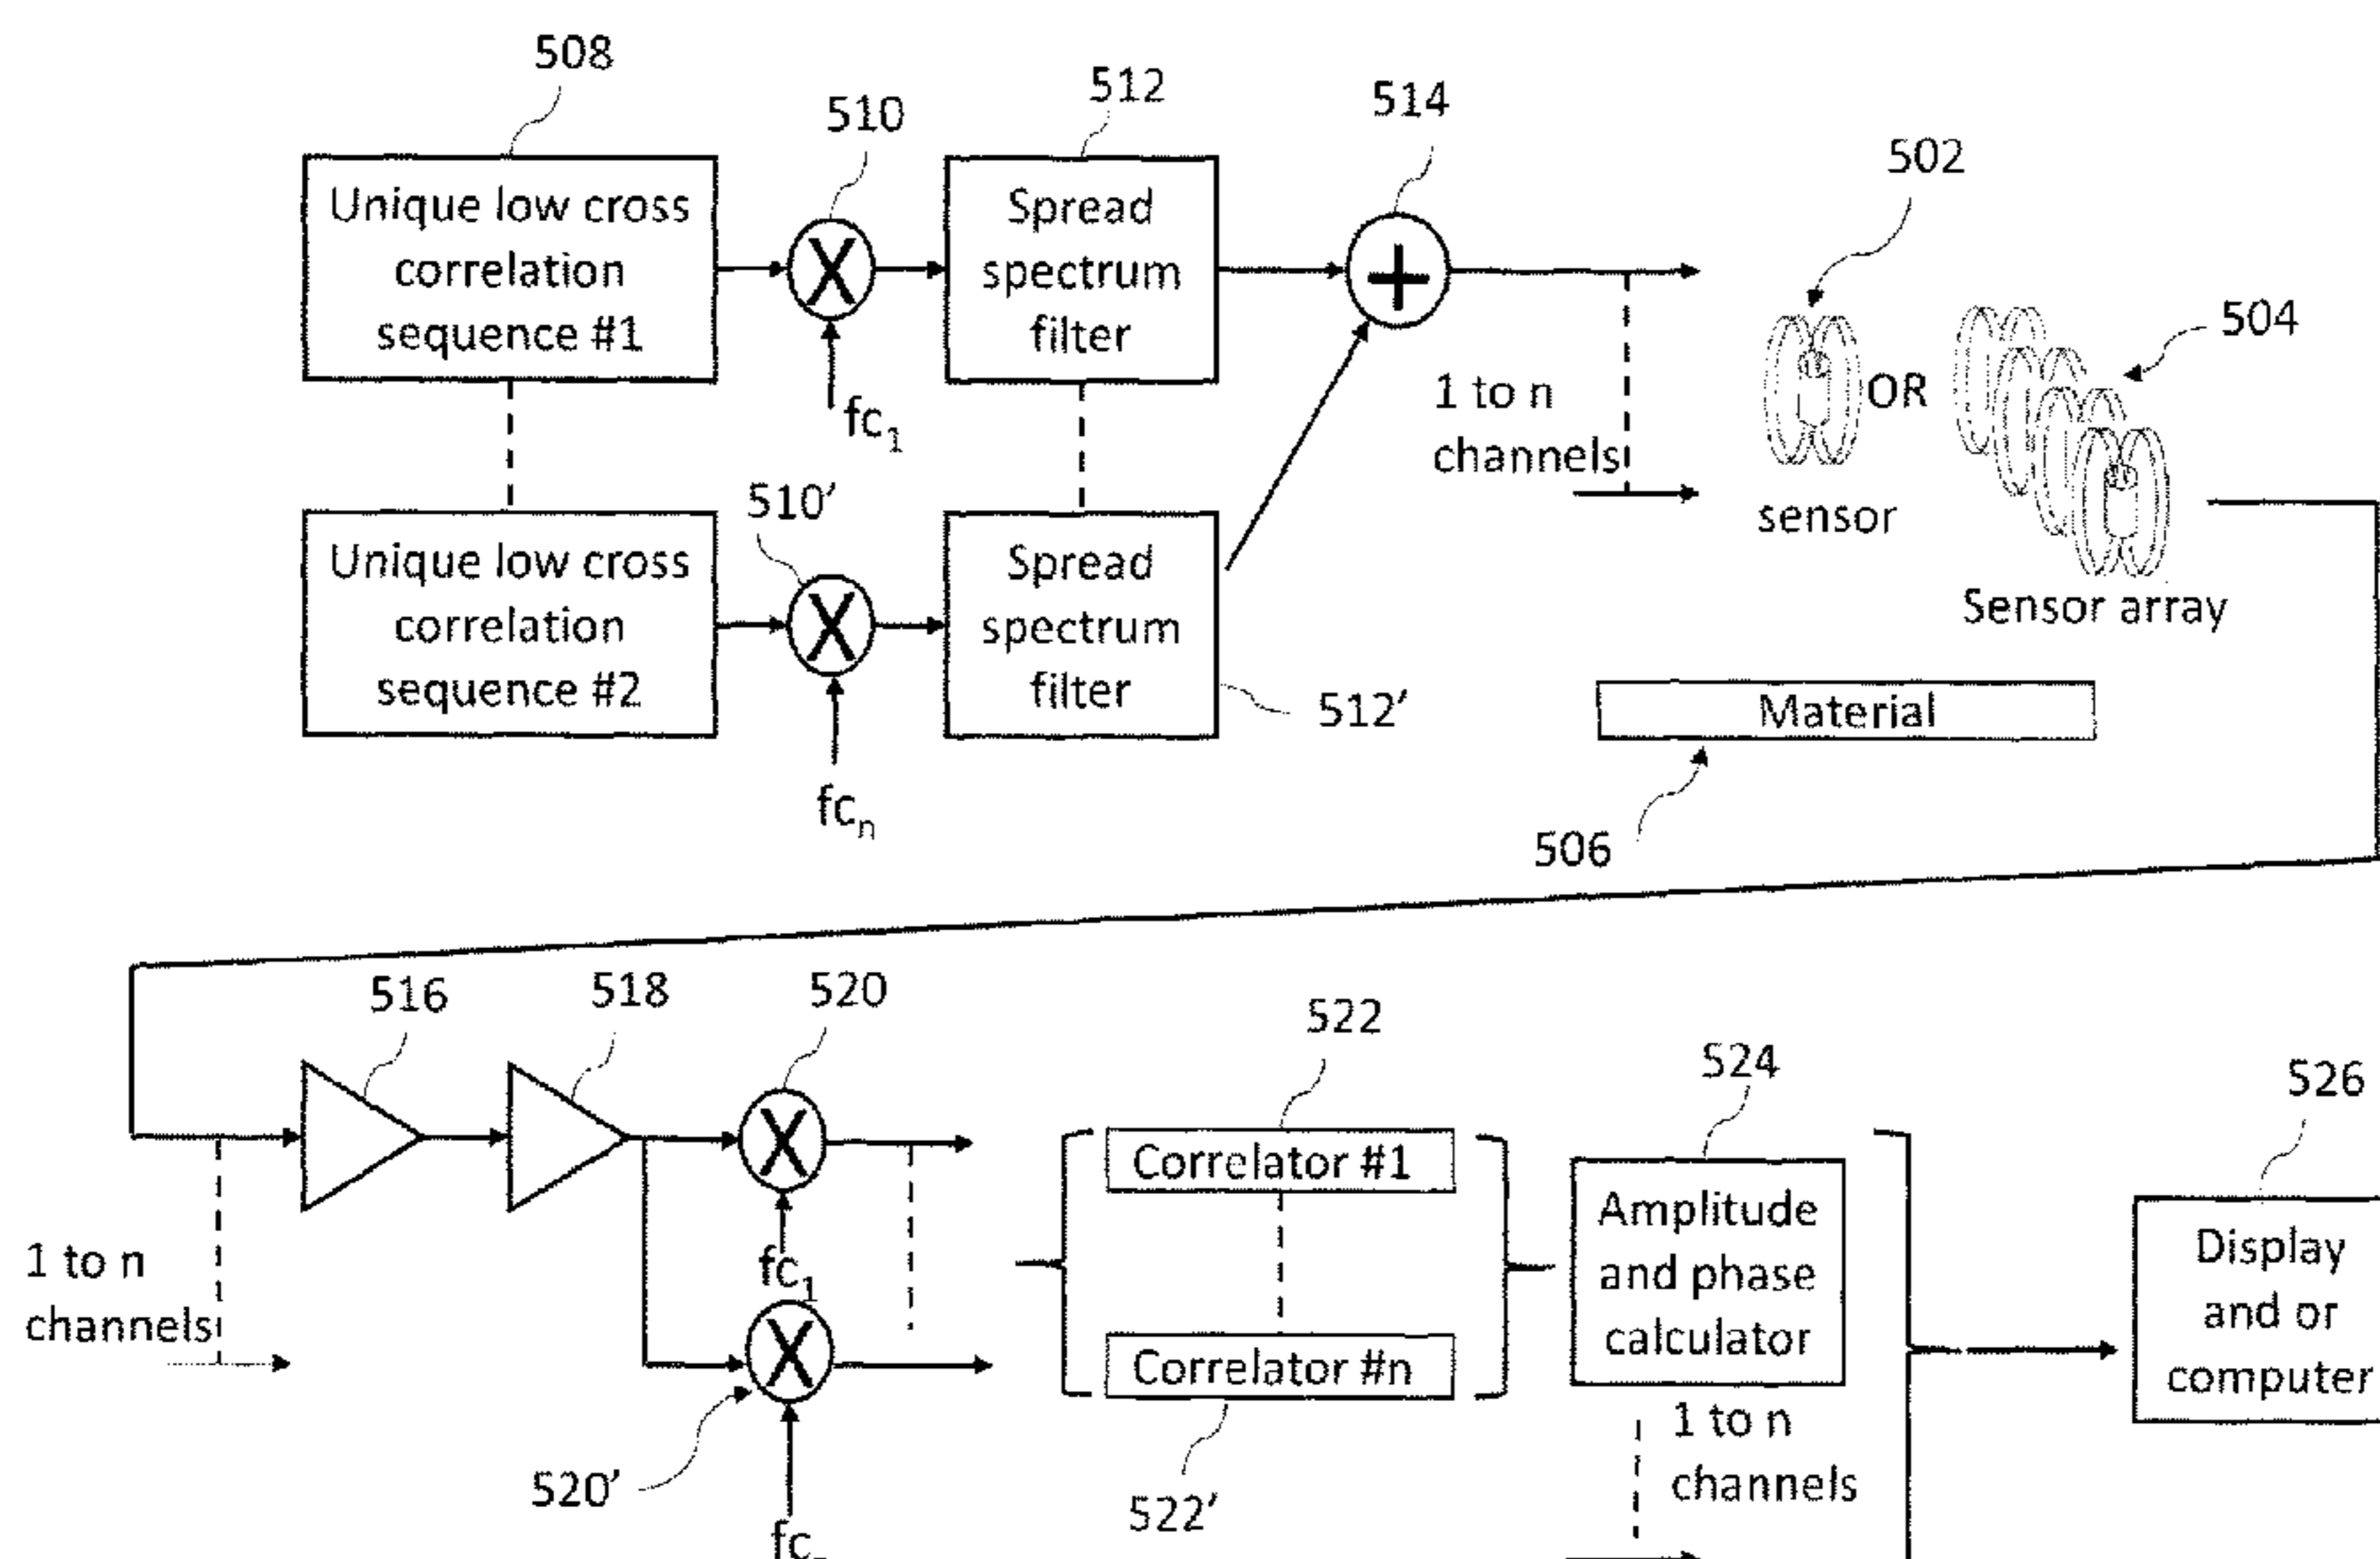 508
510
512
514
502
Unique low cross
correlation
sequence #1
X
Spread
spectrum
filter
+
fc1
1 to n
channels
OR
504
sensor
Sensor array
510’
Unique low cross
correlation
sequence #2
X
Spread
spectrum
filter
512’
fcn
Material
506
516
518
520
522
524
526
X
fc1
1 to n
channels
Correlator #1
Correlator #n
Amplitude
and phase
calculator
Display
and or
computer
X
520’
522’
1 to n
channels